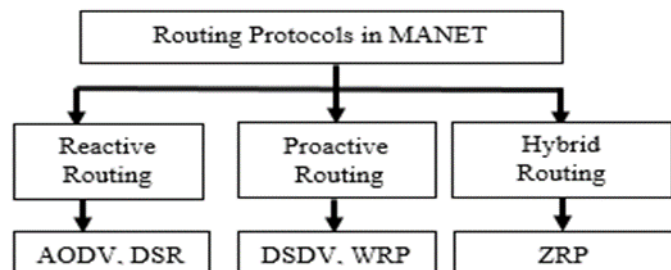 Routing Protocols in MANET
Reactive
Routing
Proactive
Routing
Hybrid
Routing
AODV, DSR
DSDV, WRP
ZRP